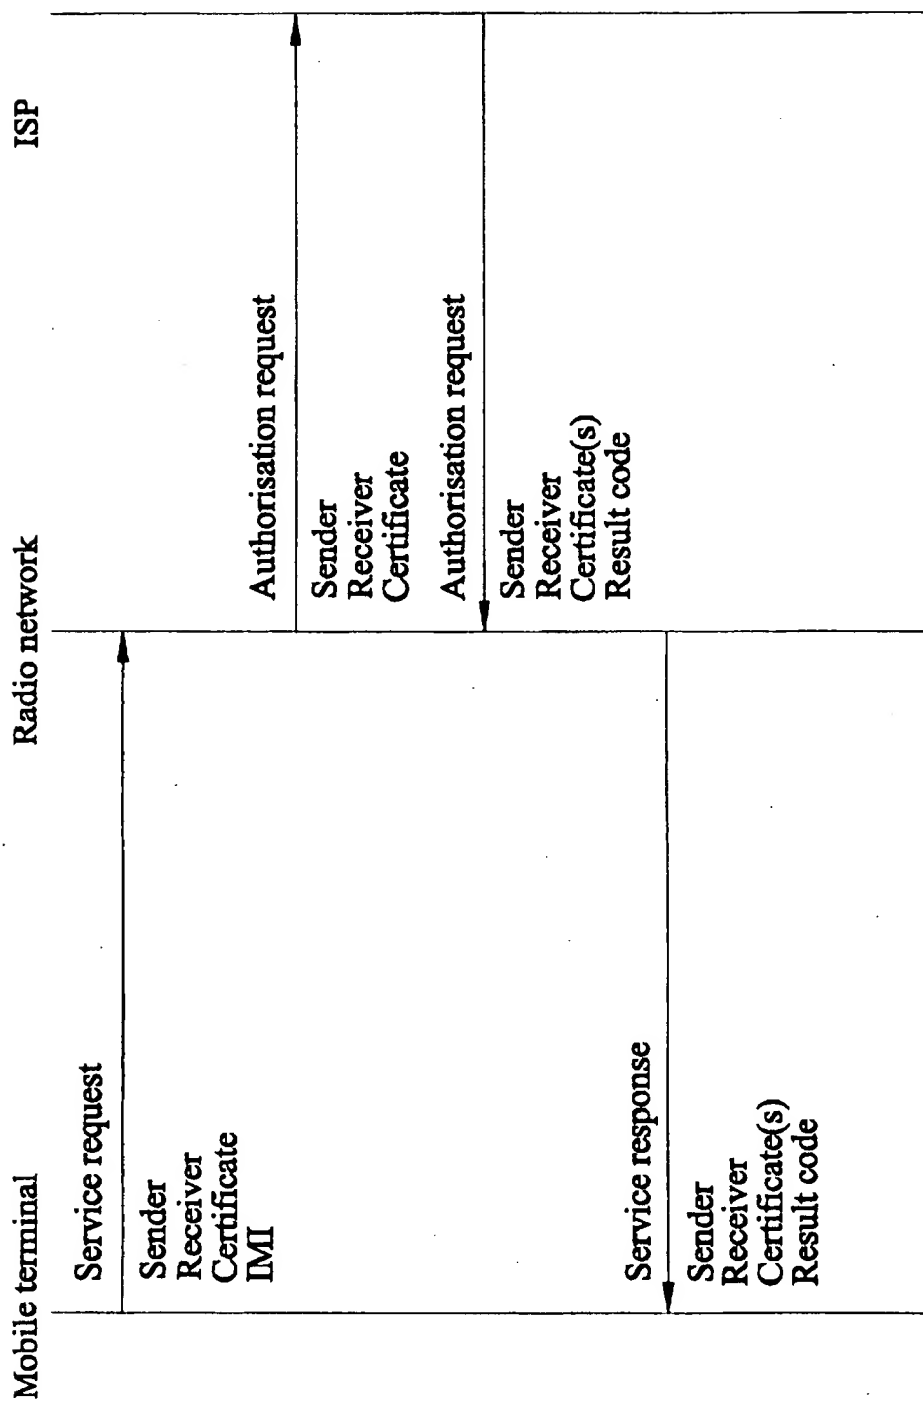 Mobile terminal
Radio network
ISP
Service request
Sender
Receiver
Certificate
IMI
Authorisation request
Sender
Receiver
Certificate
Authorisation request
Sender
Receiver
Certificate(s)
Result code
Service response
Sender
Receiver
Certificate(s)
Result code